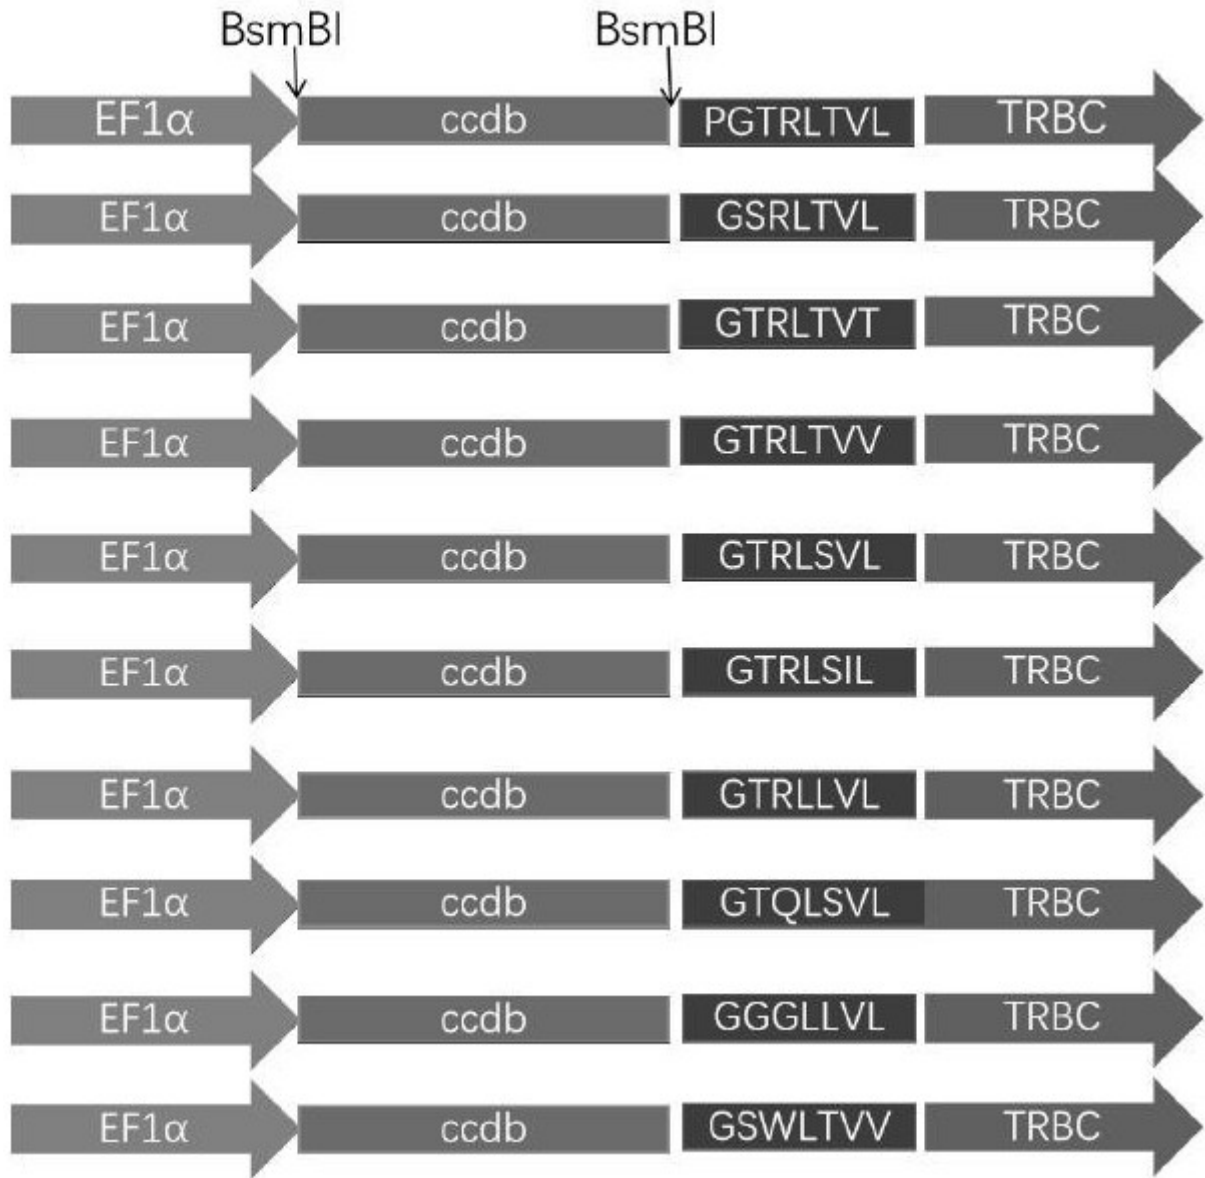 BsmBI BsmBI
EF1α ccdb PGTRLTVL TRBC
EF1α ccdb GSRLTVL TRBC
EF1α ccdb GTRLTVT TRBC
EF1α ccdb GTRLTVV TRBC
EF1α ccdb GTRLSVL TRBC
EF1α ccdb GTRLSIL TRBC
EF1α ccdb GTRLLVL TRBC
EF1α ccdb GTQLSVL TRBC
EF1α ccdb GGGLLVL TRBC
EF1α ccdb GSWLTVV TRBC